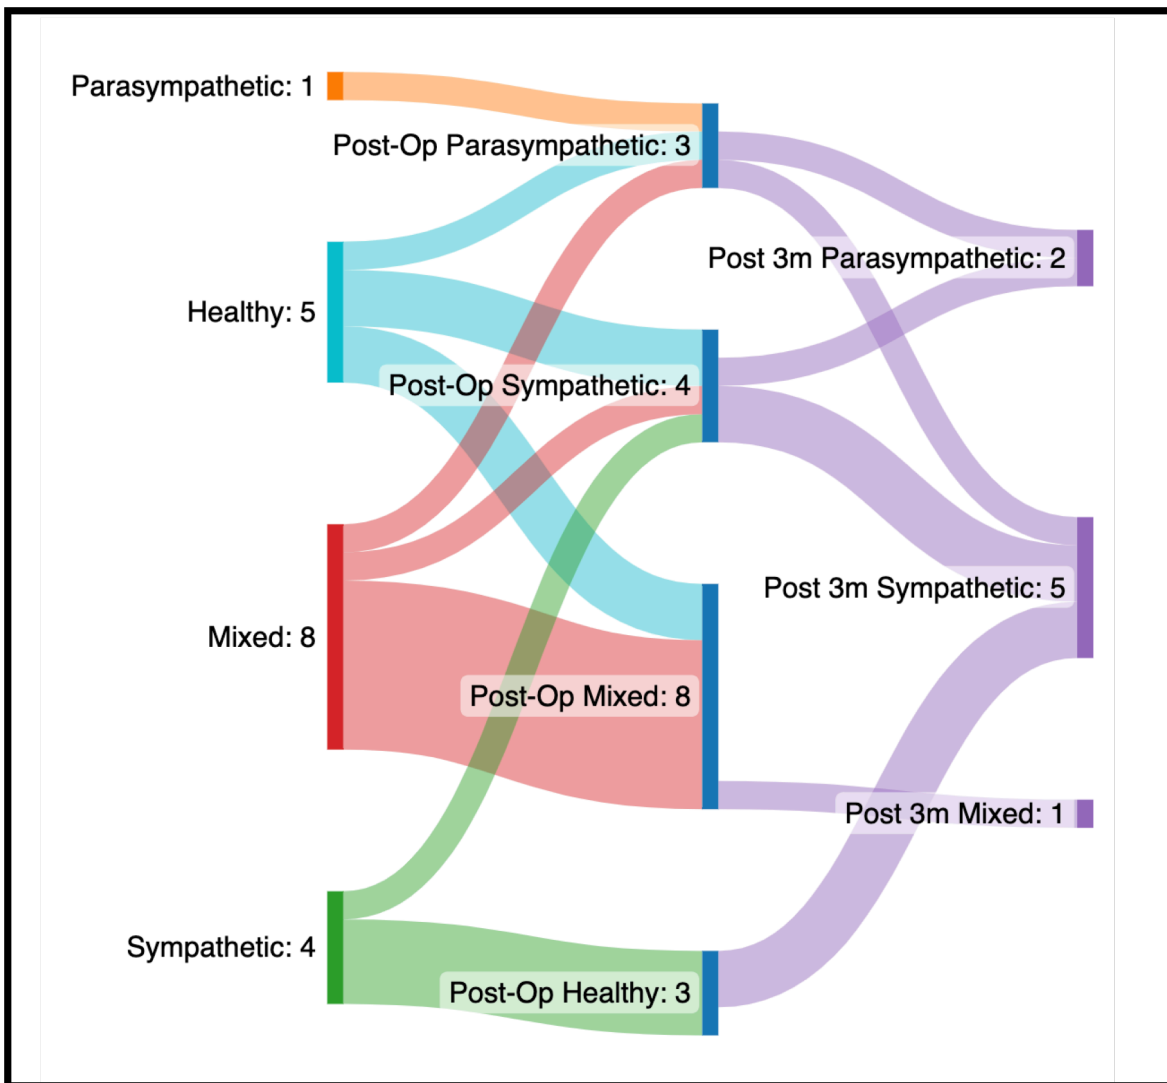 Parasympathetic: 1
Post-Op Parasympathetic: 3
Post 3m Parasympathetic: 2
Healthy: 5
Post-Op Sympathetic: 4
Post 3m Sympathetic: 5
Mixed: 8
Post-Op Mixed: 8
Post 3m Mixed: 1
Sympathetic: 4
Post-Op Healthy: 3